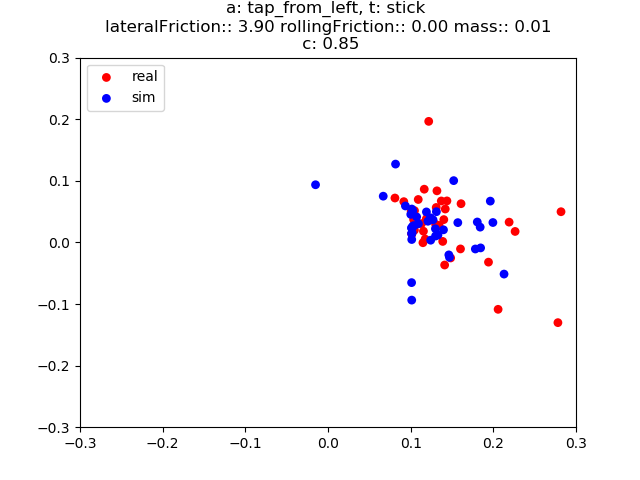 a: tap_from_left, t: stick
lateralFriction:: 3.90 rollingFriction:: 0.00 mass:: 0.01
c: 0.85
real
sim
0.3
0.2
0.1
0.0
−0.1
−0.2
−0.3
−0.3 −0.2 −0.1 0.0 0.1 0.2 0.3